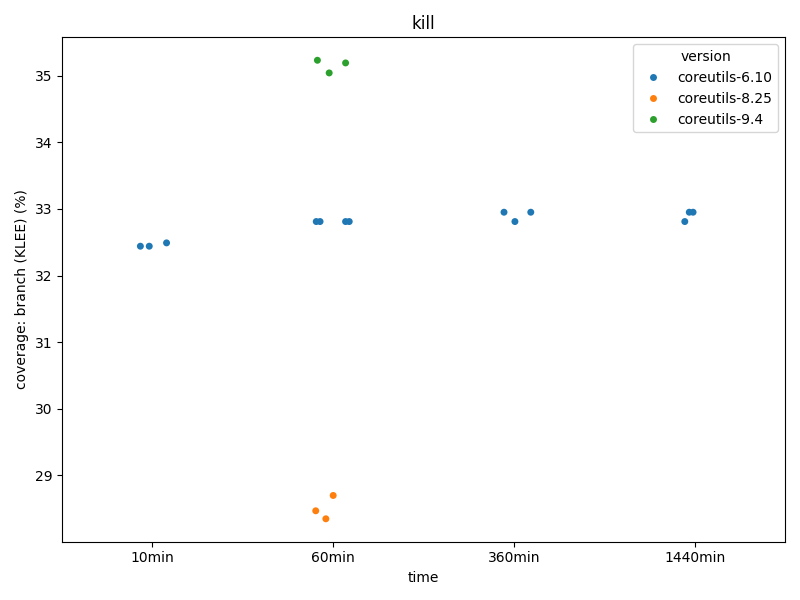 kill
version
coreutils-6.10
coreutils-8.25
coreutils-9.4
coverage: branch (KLEE) (%)
35
34
33
32
31
30
29
10min
60min
360min
1440min
time